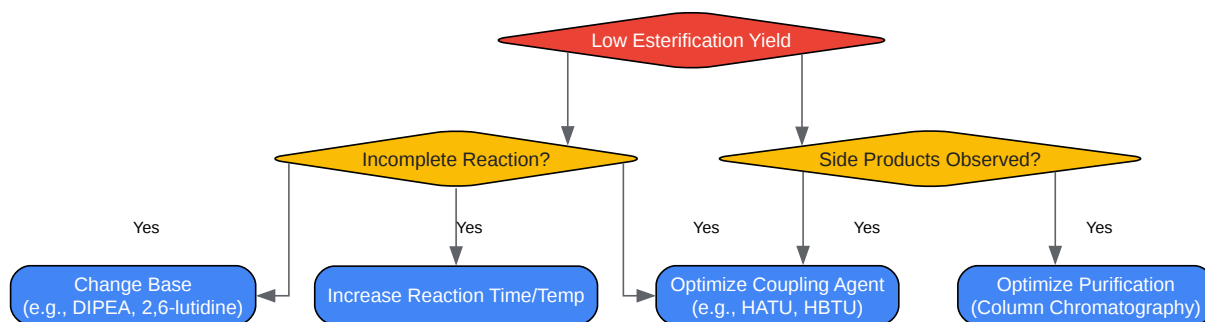 Low Esterification Yield
Incomplete Reaction?
Side Products Observed?
Yes
Yes
Yes
Yes
Yes
Change Base
(e.g., DIPEA, 2,6-lutidine)
Increase Reaction Time/Temp
Optimize Coupling Agent
(e.g., HATU, HBTU)
Optimize Purification
(Column Chromatography)